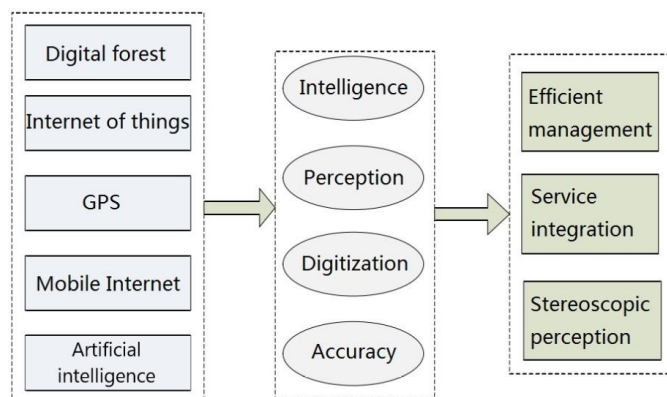 Digital forest
Internet of things
GPS
Mobile Internet
Artificial
intelligence
Intelligence
Perception
Digitization
Accuracy
Efficient
management
Service
integration
Stereoscopic
perception